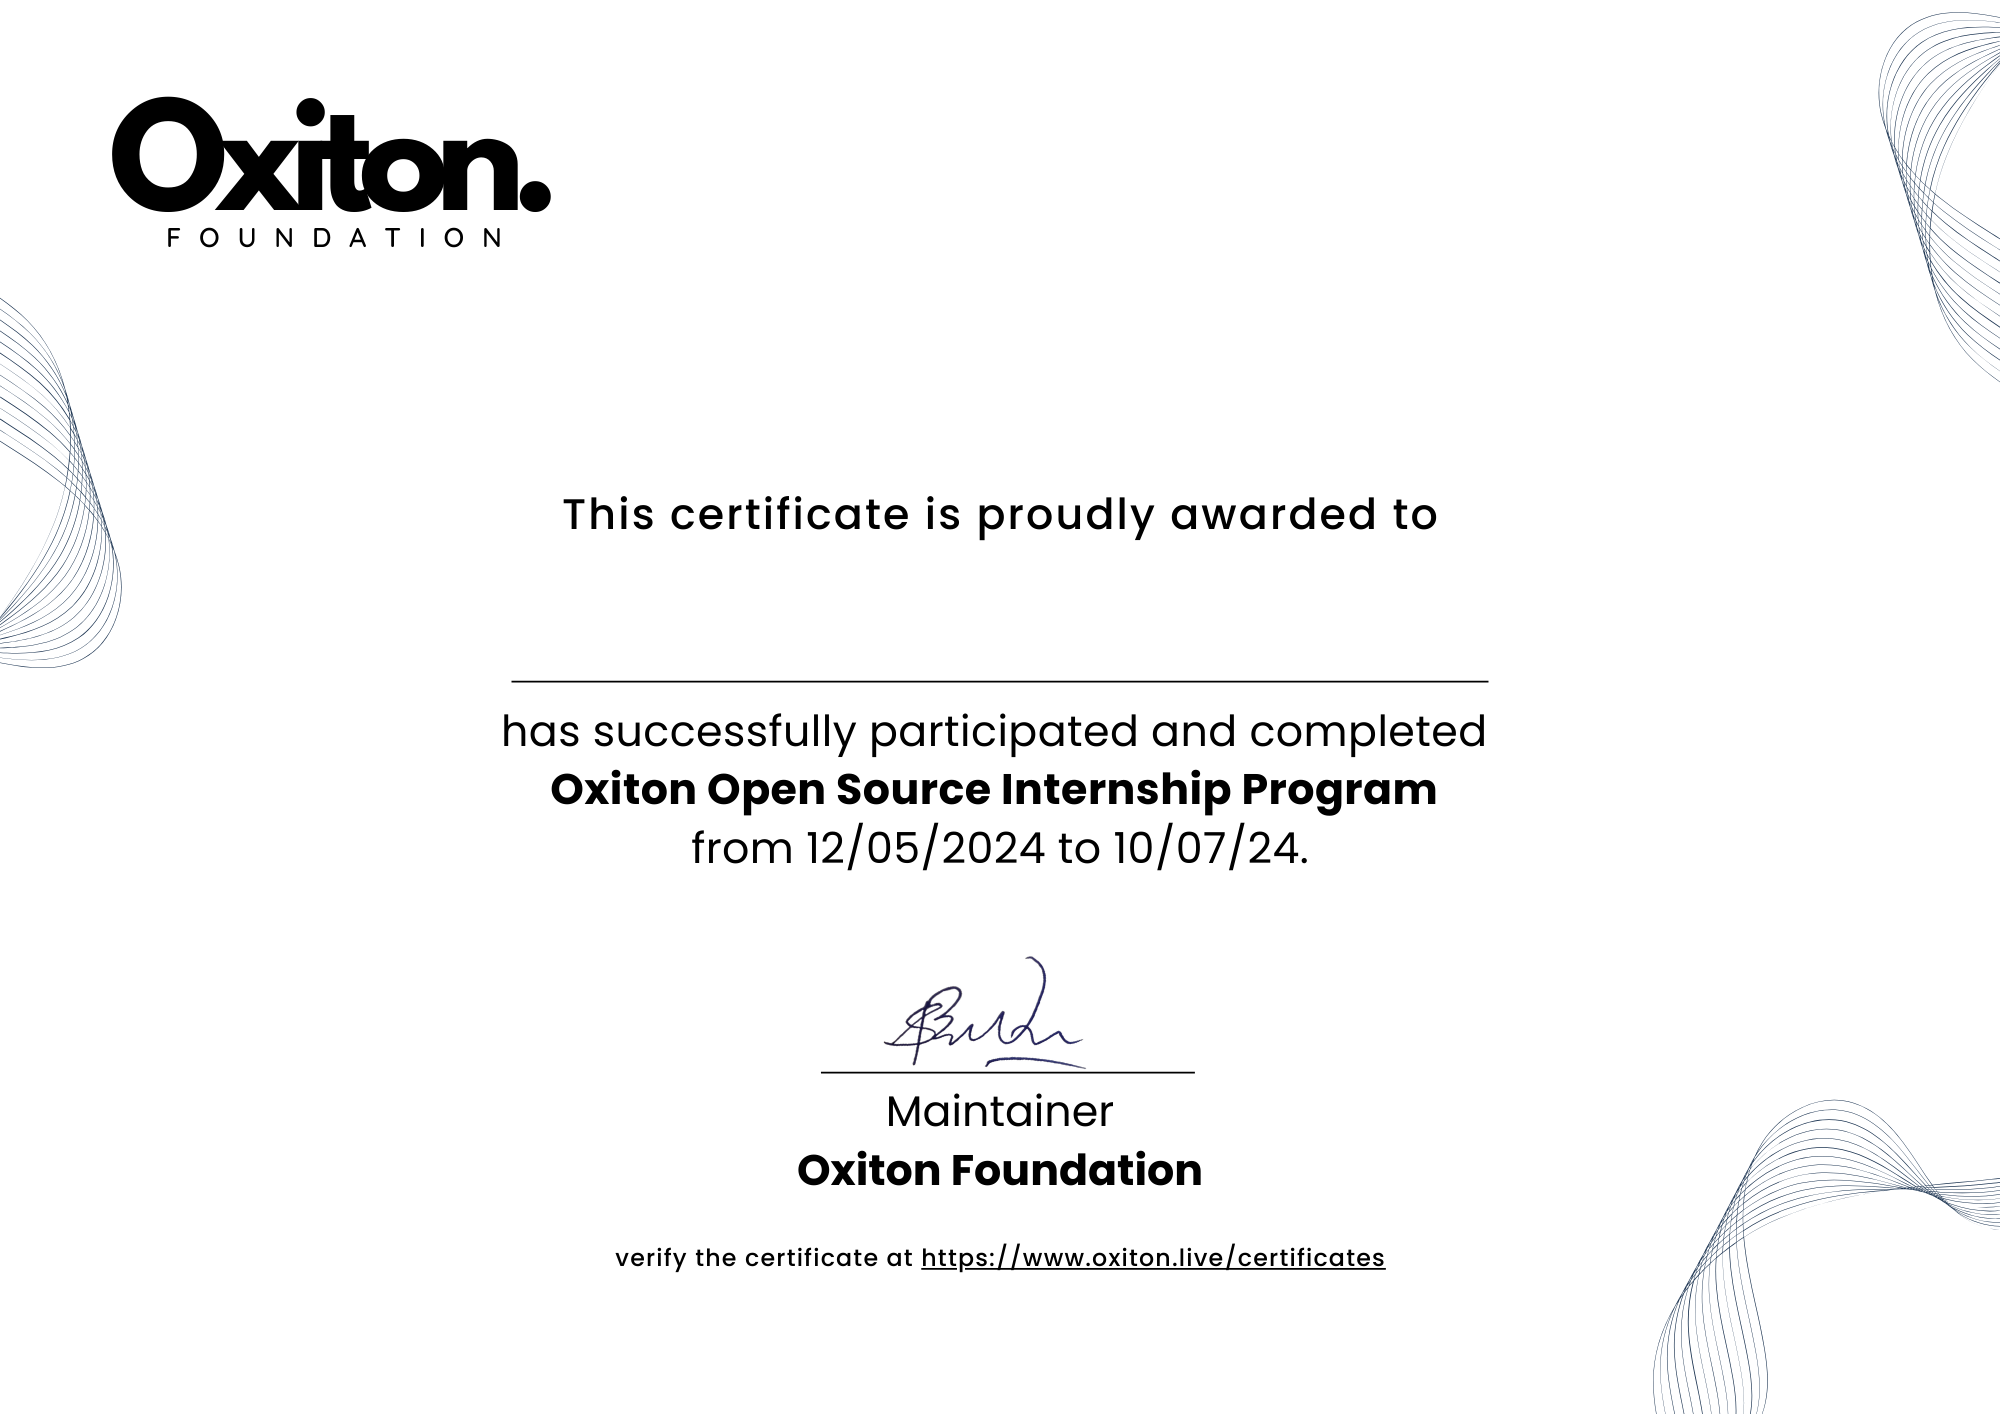 Oxiton.
FOUNDATION
This certificate is proudly awarded to
has successfully participated and completed
Oxiton Open Source Internship Program
from 12/05/2024 to 10/07/24.
Maintainer
Oxiton Foundation
verify the certificate at https://www.oxiton.live/certificates